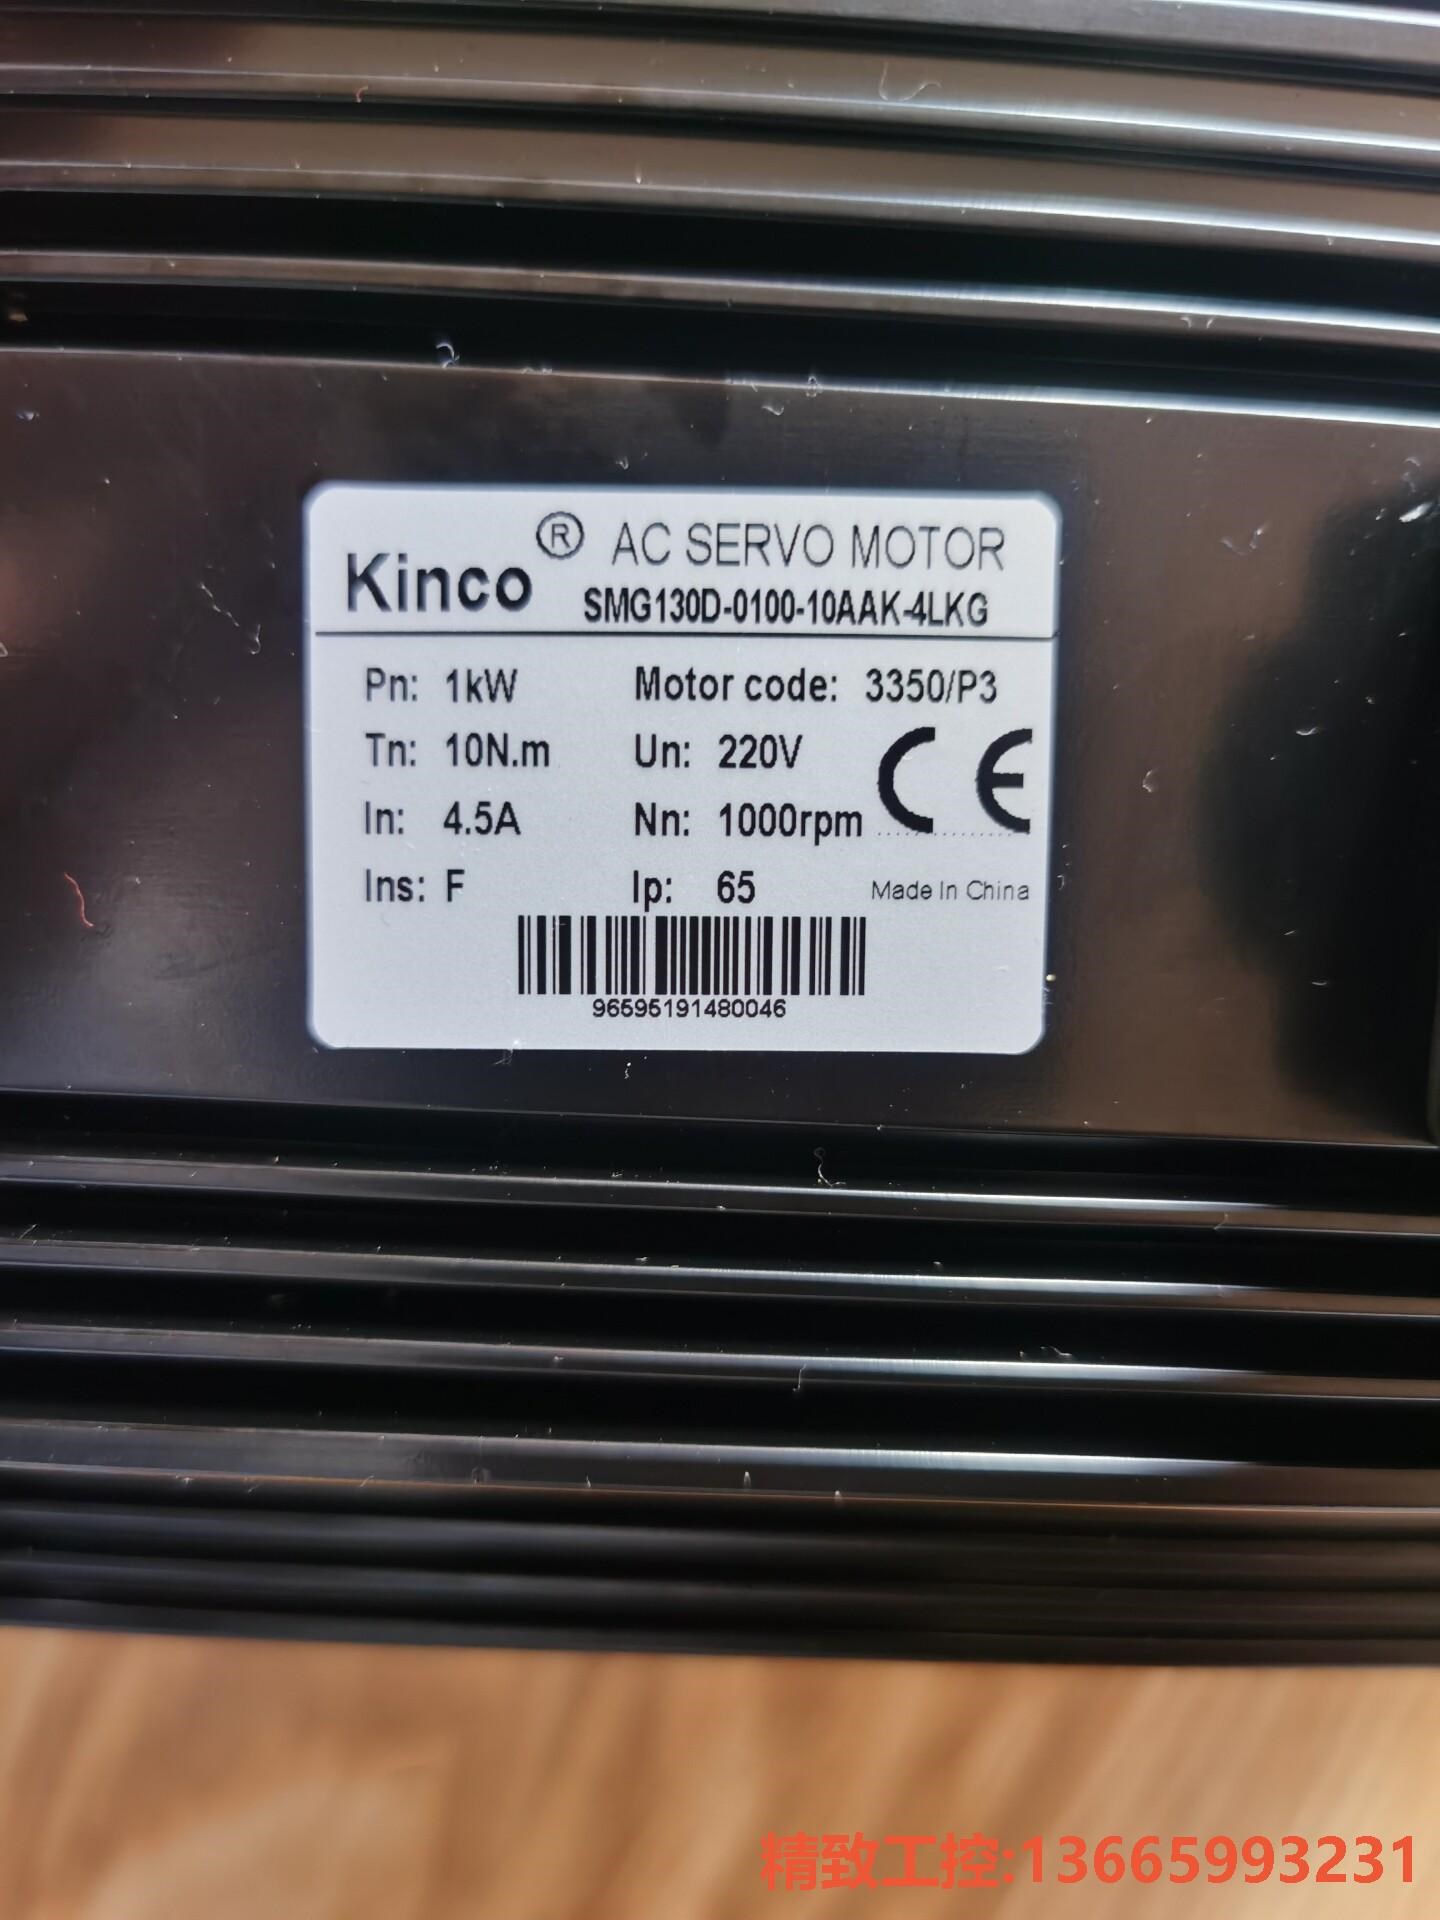 Kinco® AC SERVO MOTOR
SMG130D-0100-10AAK-4LKG
Pn: 1kW Motor code: 3350/P3
Tn: 10N.m Un: 220V CE
In: 4.5A Nn: 1000rpm
Ins: F Ip: 65 Made In China
96595191480046
精致工控:13665993231